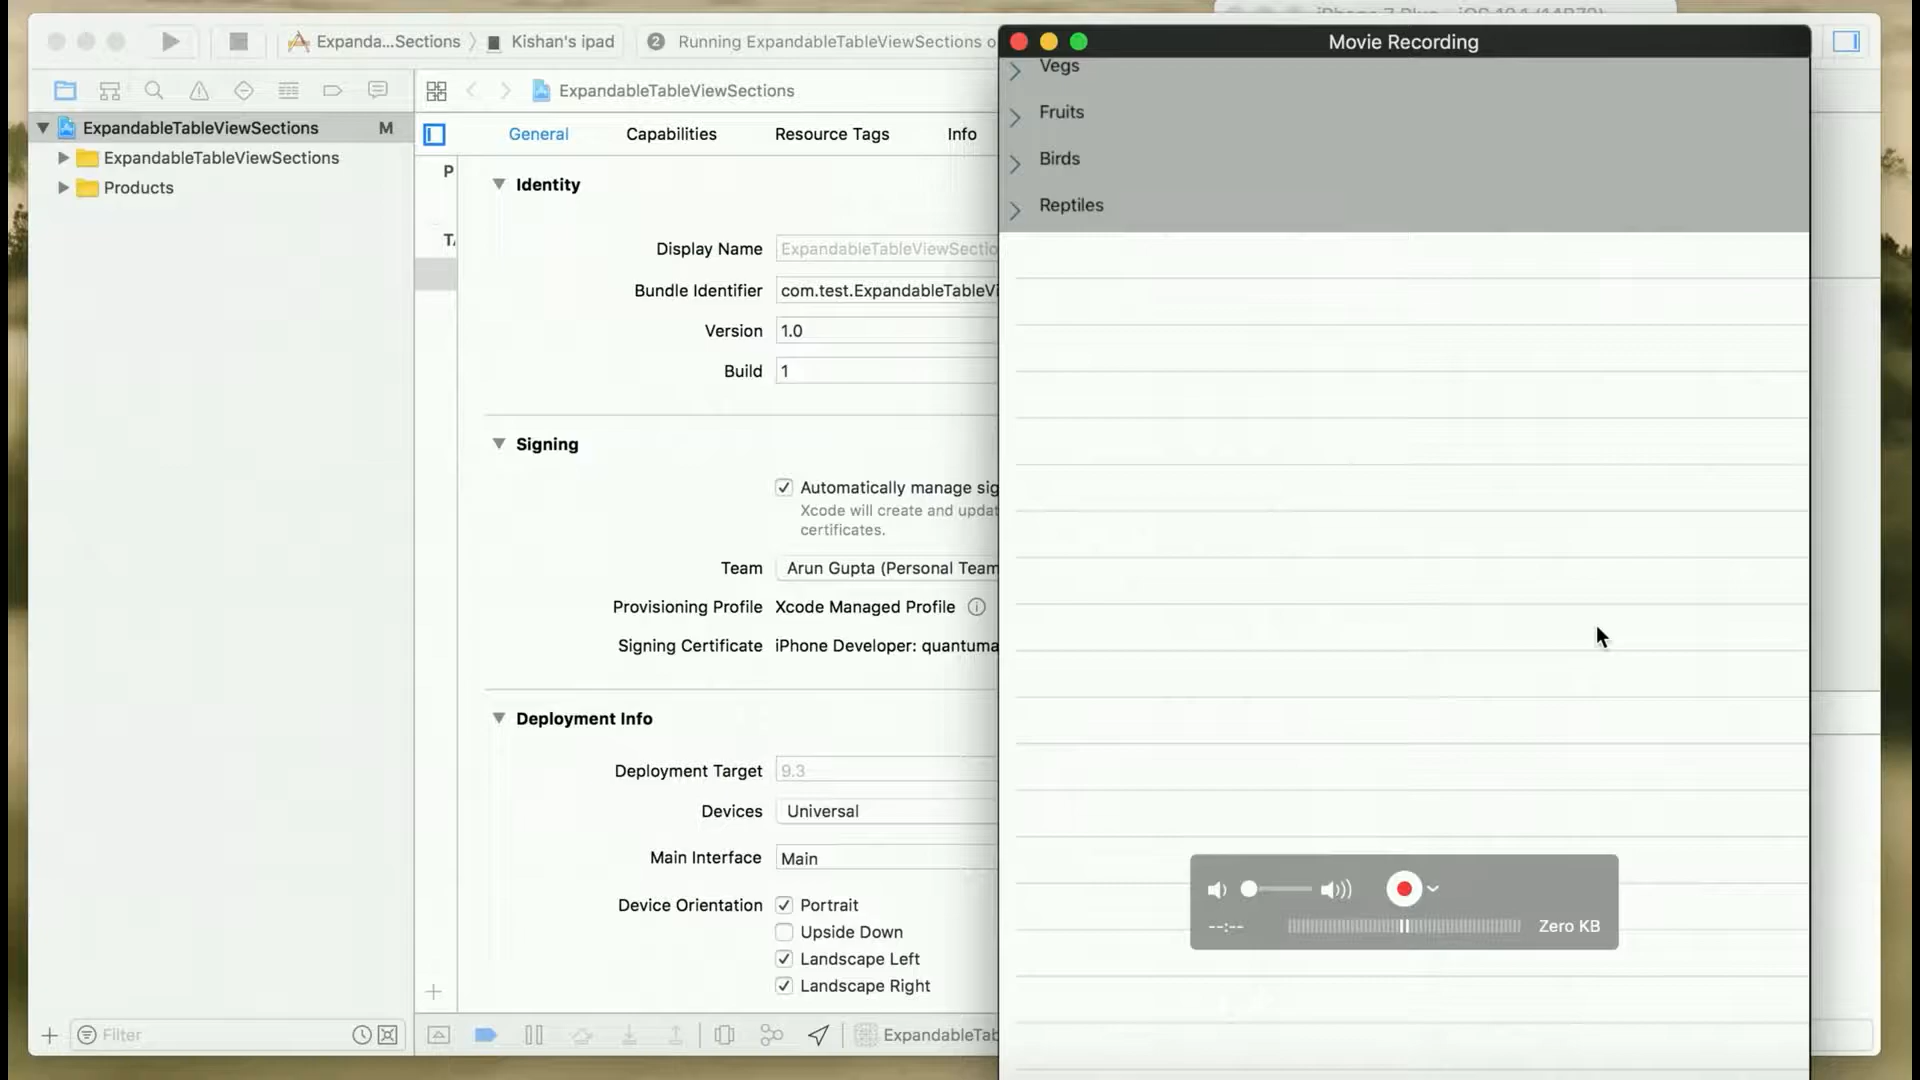 Expanda...Sections
Kishan's ipad
2
Running ExpandableTableViewSections o
Movie Recording
ExpandableTableViewSections
M
ExpandableTableViewSections
Products
ExpandableTableViewSections
General
Capabilities
Resource Tags
Info
P
Identity
Display Name
ExpandableTableViewSectio
Bundle Identifier
com.test.ExpandableTableVi
Version
1.0
Build
1
Signing
Automatically manage sig
Xcode will create and updat
certificates.
Team
Arun Gupta (Personal Team
Provisioning Profile
Xcode Managed Profile
Signing Certificate
iPhone Developer: quantuma
Deployment Info
Deployment Target
9.3
Devices
Universal
Main Interface
Main
Device Orientation
Portrait
Upside Down
Landscape Left
Landscape Right
Filter
ExpandableTab
Vegs
Fruits
Birds
Reptiles
--:--
Zero KB